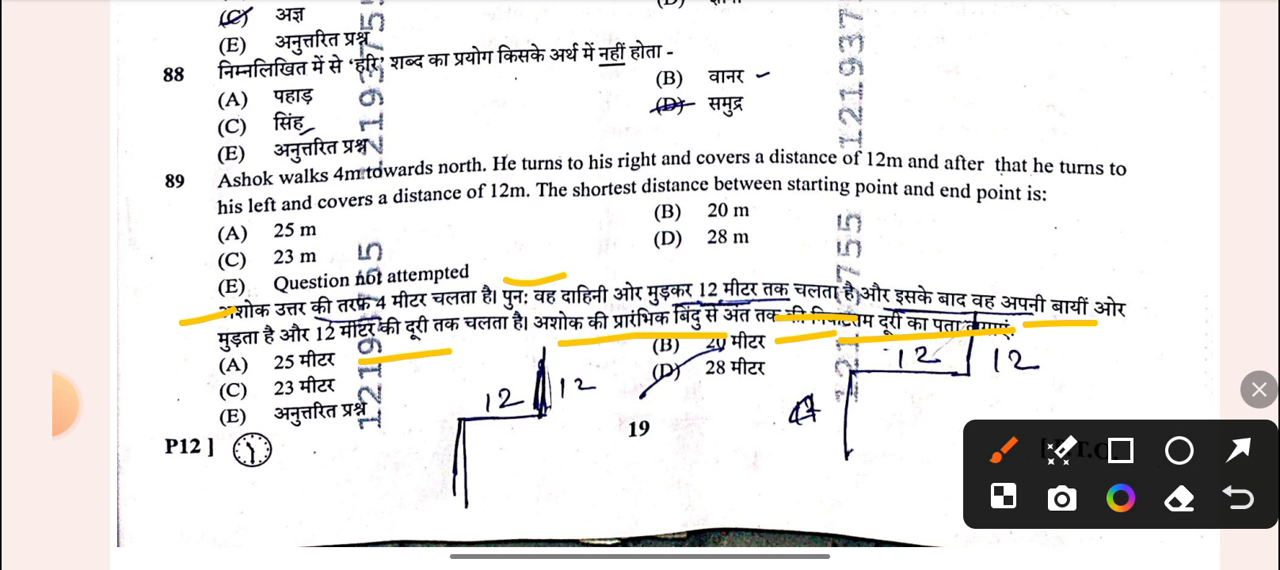 (C) अज्ञ
(E) अनुत्तरित प्रश्न
88 निम्नलिखित में से 'हरि' शब्द का प्रयोग किसके अर्थ में नहीं होता -
(A) पहाड़ (B) वानर
(C) सिंह (D) समुद्र
(E) अनुत्तरित प्रश्न
89 Ashok walks 4m towards north. He turns to his right and covers a distance of 12m and after that he turns to
his left and covers a distance of 12m. The shortest distance between starting point and end point is:
(A) 25 m (B) 20 m
(C) 23 m (D) 28 m
(E) Question not attempted
अशोक उत्तर की तरफ 4 मीटर चलता है। पुनः वह दाहिनी ओर मुड़कर 12 मीटर तक चलता है और इसके बाद वह अपनी बायीं ओर
मुड़ता है और 12 मीटर की दूरी तक चलता है। अशोक की प्रारंभिक बिंदु से अंत तक की दूरी का पता
(A) 25 मीटर (B) 20 मीटर
(C) 23 मीटर (D) 28 मीटर
(E) अनुत्तरित प्रश्न
12 12
12 12
19
P12 ]